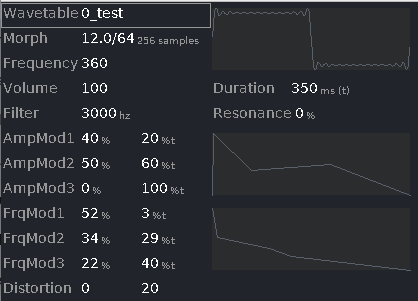 Wavetable 0_test
Morph 12.0/64 256 samples
Frequency 360
Volume 100 Duration 350 ms (t)
Filter 3000 hz Resonance 0 %
AmpMod1 40 % 20 %t
AmpMod2 50 % 60 %t
AmpMod3 0 % 100 %t
FrqMod1 52 % 3 %t
FrqMod2 34 % 29 %t
FrqMod3 22 % 40 %t
Distortion 0 20